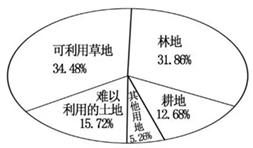 可利用草地
34.48%
林地
31.86%
难以
利用的土地
15.72%
其他用地
5.26%
耕地
12.68%